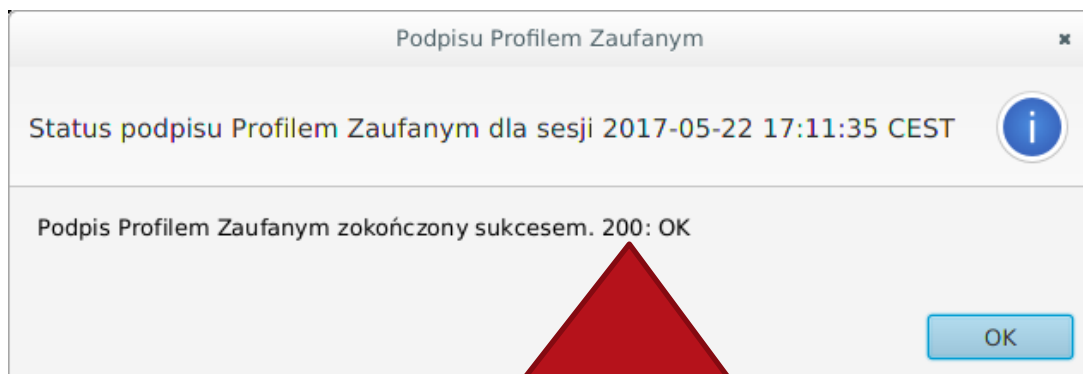 Podpisu Profilem Zaufanym
Status podpisu Profilem Zaufanym dla sesji 2017-05-22 17:11:35 CEST
Podpis Profilem Zaufanym zokończony sukcesem. 200: OK
OK